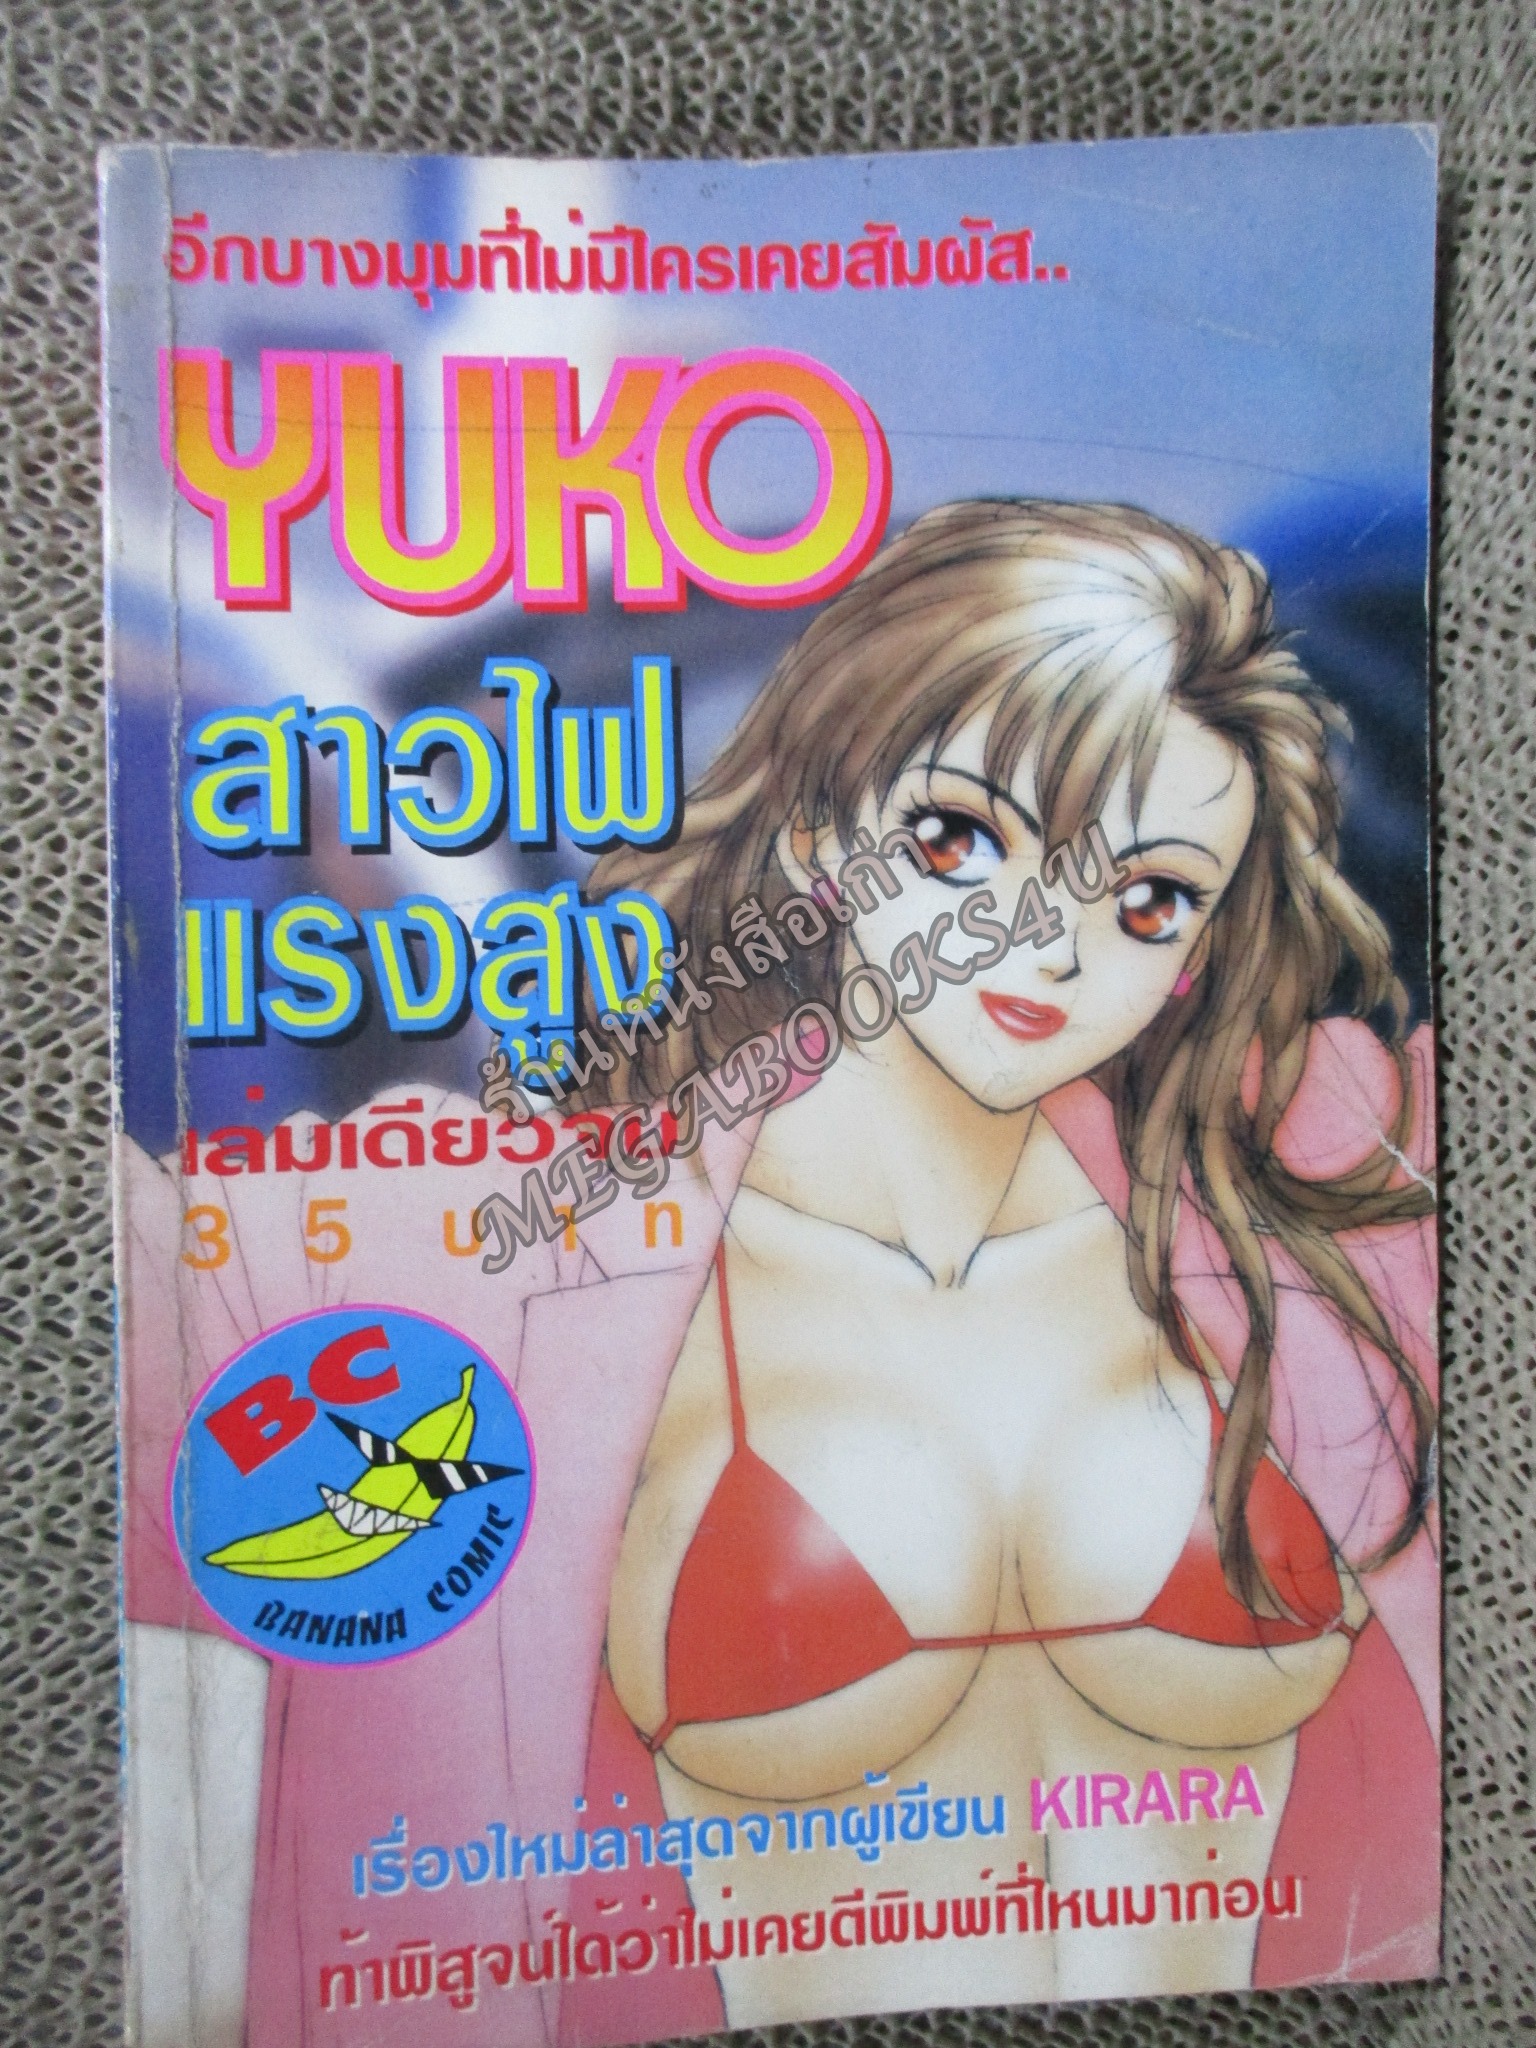 อีกบางมุมที่ไม่มีใครเคยสัมผัส..
YUKO
สาวไฟ
แรงสูง
เล่มเดียวจบ
35 บาท
ร้านหนังสือเก่า
MEGABOOKS4U
BC
BANANA COMIC
เรื่องใหม่ล่าสุดจากผู้เขียน KIRARA
ท้าพิสูจน์ได้ว่าไม่เคยตีพิมพ์ที่ไหนมาก่อน